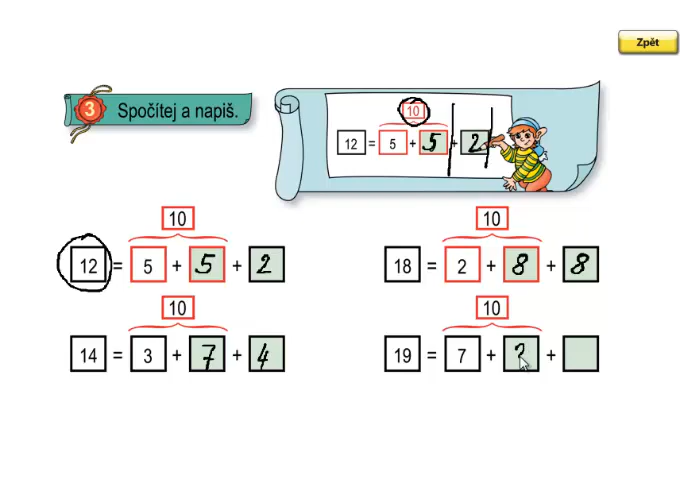 Zpět
3 Spočítej a napiš.
10
12 = 5 + 5 + 2
10
12 = 5 + 5 + 2
10
18 = 2 + 8 + 8
10
14 = 3 + 7 + 4
10
19 = 7 + 3 +